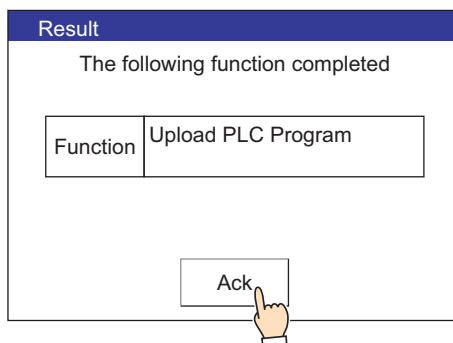 Result
The following function completed
Function
Upload PLC Program
Ack